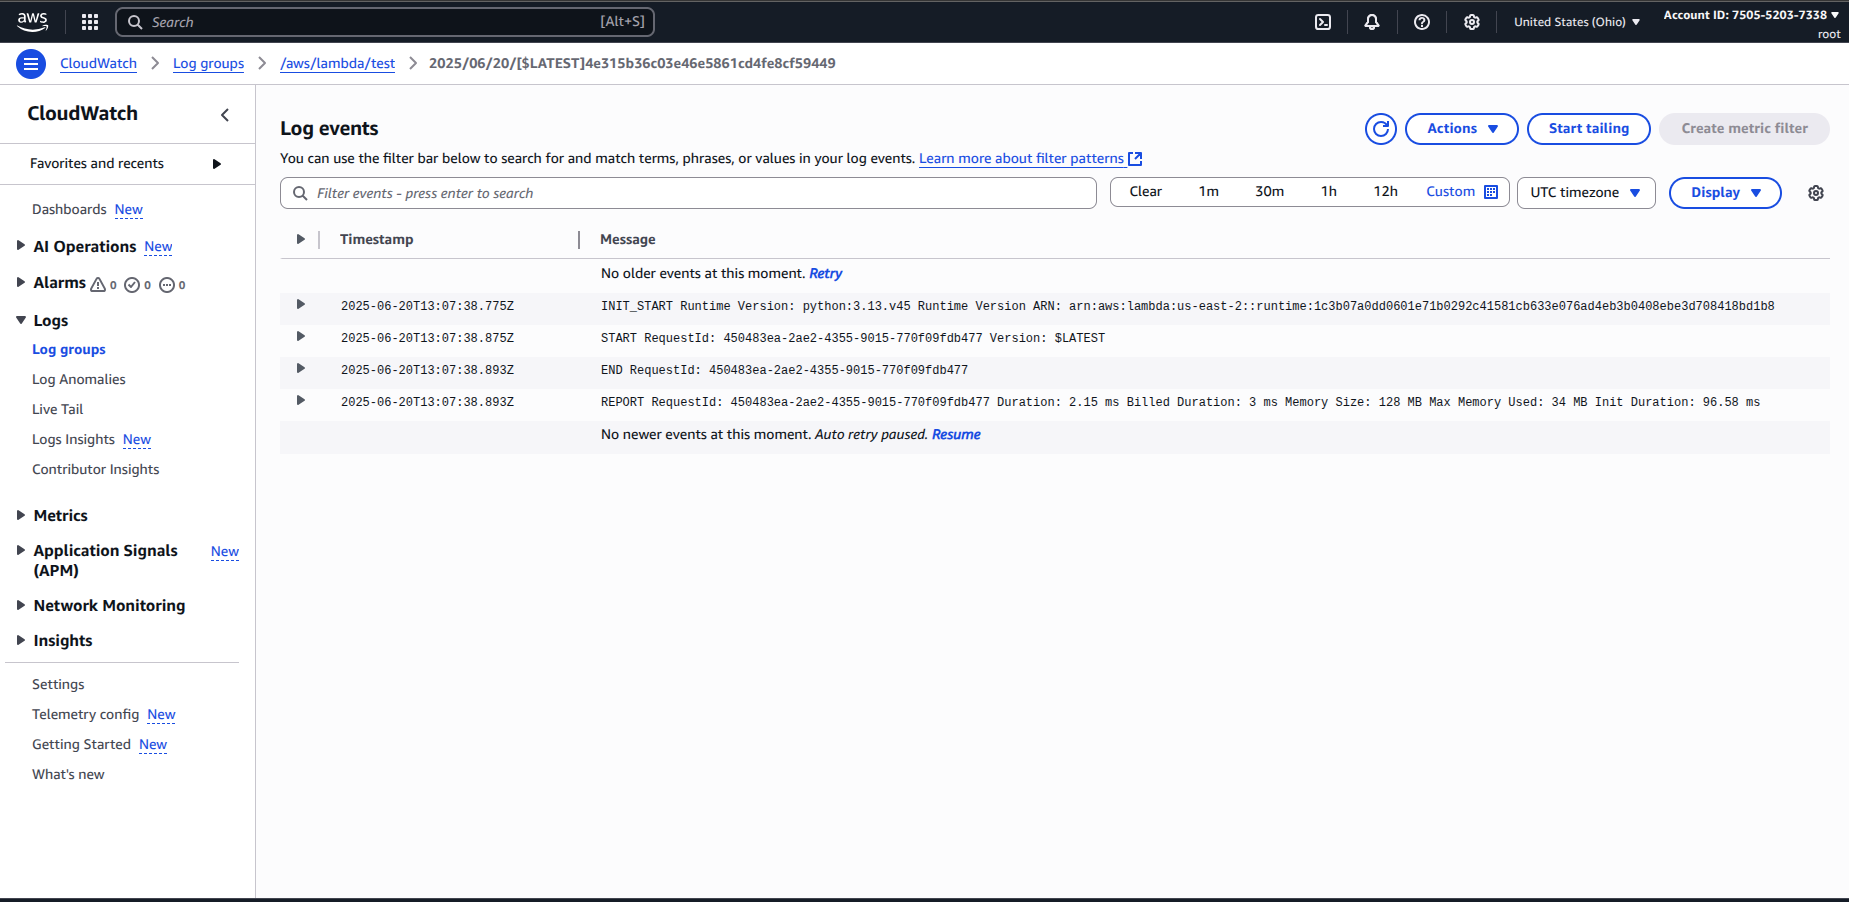 aws
Search [Alt+S]
United States (Ohio)
Account ID: 7505-5203-7338
root
CloudWatch > Log groups > /aws/lambda/test > 2025/06/20/[$LATEST]4e315b36c03e46e5861cd4fe8cf59449
CloudWatch
Favorites and recents
Dashboards New
AI Operations New
Alarms 0 0 0
Logs
Log groups
Log Anomalies
Live Tail
Logs Insights New
Contributor Insights
Metrics
Application Signals New
(APM)
Network Monitoring
Insights
Settings
Telemetry config New
Getting Started New
What's new
Log events
Actions
Start tailing
Create metric filter
You can use the filter bar below to search for and match terms, phrases, or values in your log events. Learn more about filter patterns
Filter events - press enter to search
Clear 1m 30m 1h 12h Custom
UTC timezone
Display
Timestamp Message
No older events at this moment. Retry
2025-06-20T13:07:38.775Z INIT_START Runtime Version: python:3.13.v45 Runtime Version ARN: arn:aws:lambda:us-east-2::runtime:1c3b07a0dd0601e71b0292c41581cb633e076ad4eb3b0408ebe3d708418bd1b8
2025-06-20T13:07:38.875Z START RequestId: 450483ea-2ae2-4355-9015-770f09fdb477 Version: $LATEST
2025-06-20T13:07:38.893Z END RequestId: 450483ea-2ae2-4355-9015-770f09fdb477
2025-06-20T13:07:38.893Z REPORT RequestId: 450483ea-2ae2-4355-9015-770f09fdb477 Duration: 2.15 ms Billed Duration: 3 ms Memory Size: 128 MB Max Memory Used: 34 MB Init Duration: 96.58 ms
No newer events at this moment. Auto retry paused. Resume